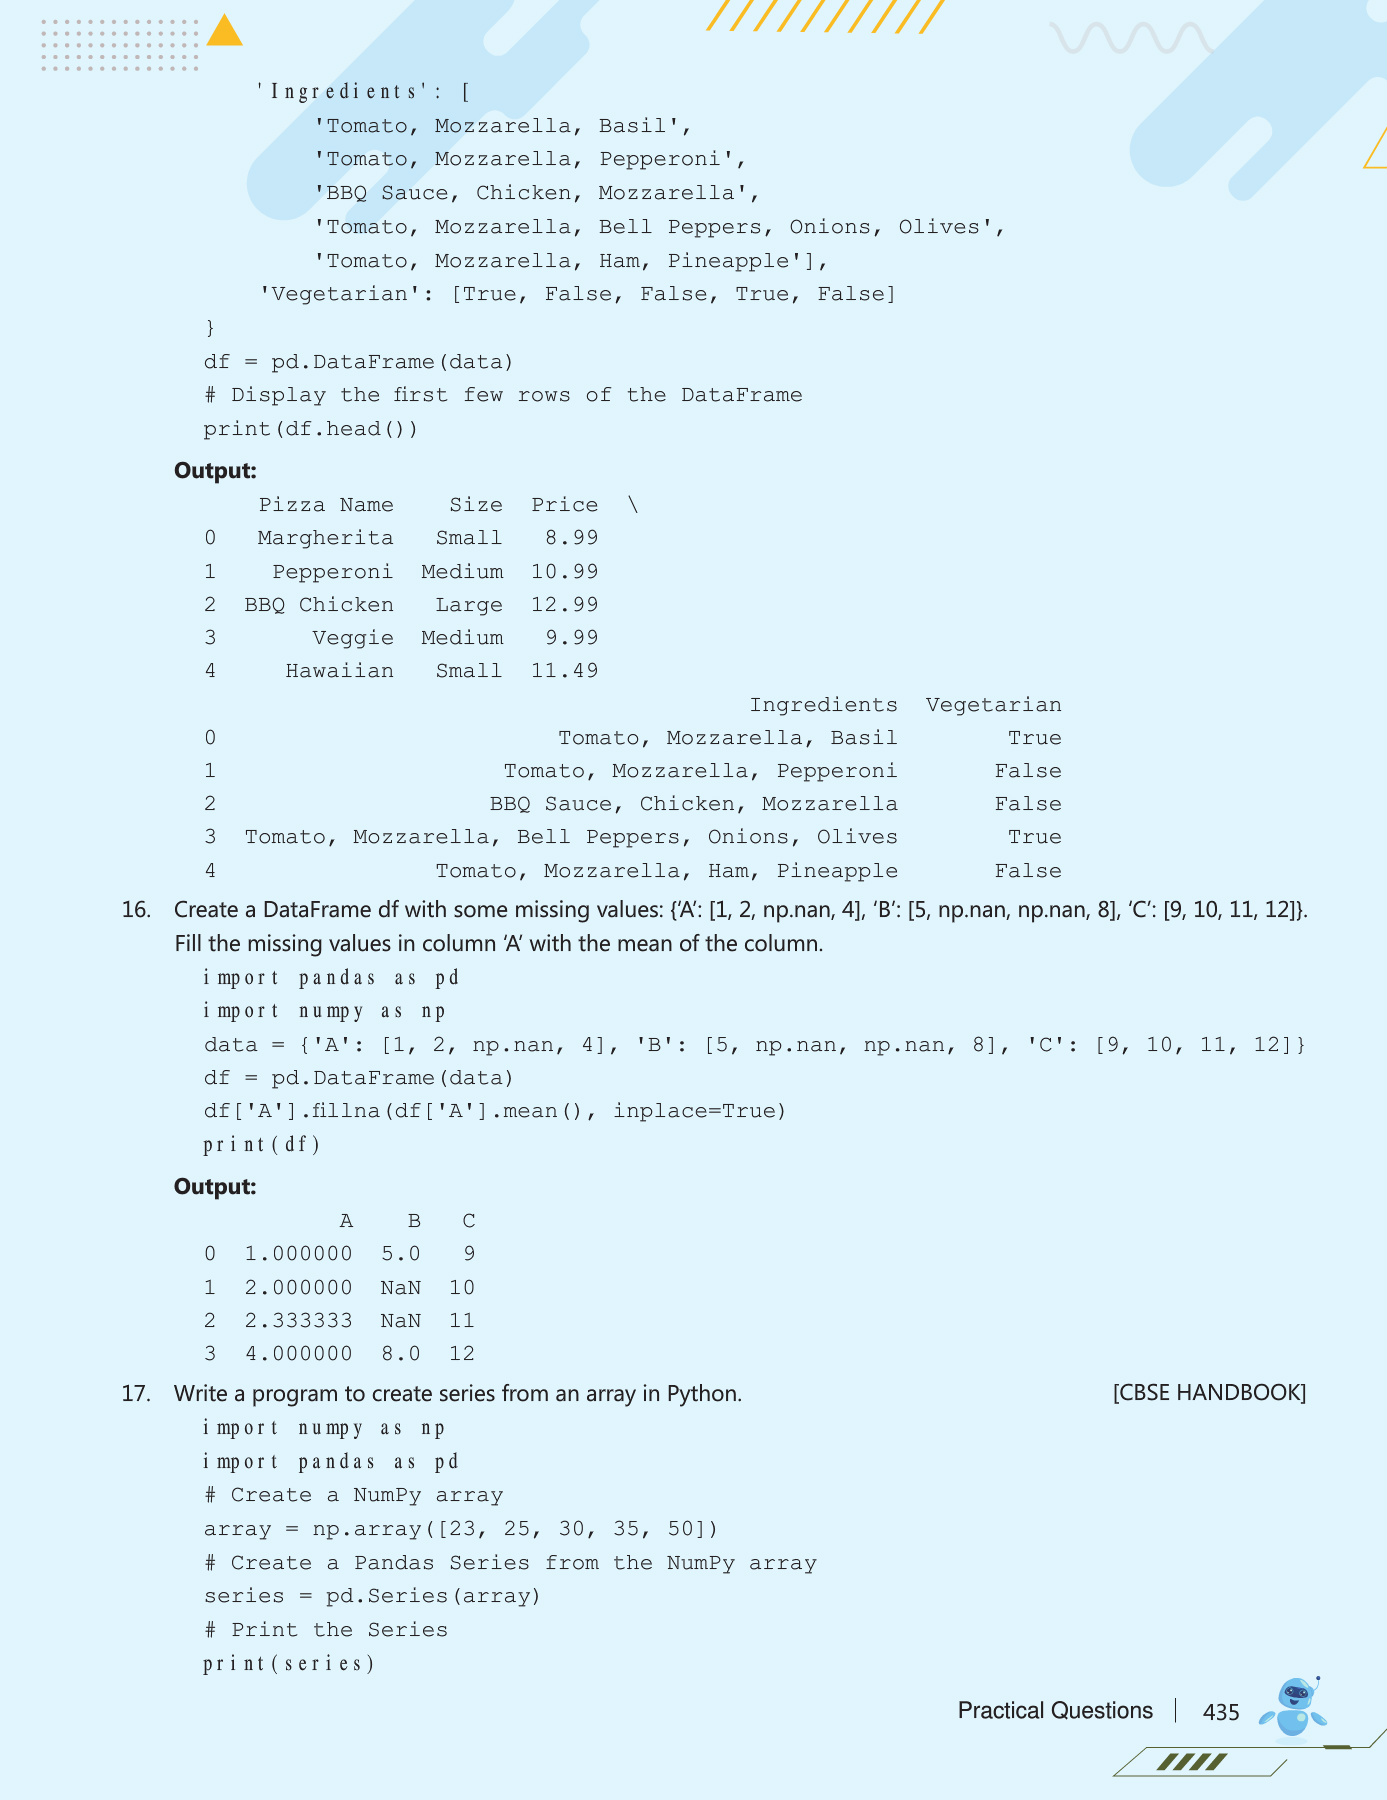 'Ingredients': [
'Tomato, Mozzarella, Basil',
'Tomato, Mozzarella, Pepperoni',
'BBQ Sauce, Chicken, Mozzarella',
'Tomato, Mozzarella, Bell Peppers, Onions, Olives',
'Tomato, Mozzarella, Ham, Pineapple'],
'Vegetarian': [True, False, False, True, False]
}
df = pd.DataFrame(data)
# Display the first few rows of the DataFrame
print(df.head())
Output:
Pizza Name Size Price \
0 Margherita Small 8.99
1 Pepperoni Medium 10.99
2 BBQ Chicken Large 12.99
3 Veggie Medium 9.99
4 Hawaiian Small 11.49
Ingredients Vegetarian
0 Tomato, Mozzarella, Basil True
1 Tomato, Mozzarella, Pepperoni False
2 BBQ Sauce, Chicken, Mozzarella False
3 Tomato, Mozzarella, Bell Peppers, Onions, Olives True
4 Tomato, Mozzarella, Ham, Pineapple False
16. Create a DataFrame df with some missing values: {‘A’: [1, 2, np.nan, 4], ‘B’: [5, np.nan, np.nan, 8], ‘C’: [9, 10, 11, 12]}.
Fill the missing values in column ‘A’ with the mean of the column.
import pandas as pd
import numpy as np
data = {'A': [1, 2, np.nan, 4], 'B': [5, np.nan, np.nan, 8], 'C': [9, 10, 11, 12]}
df = pd.DataFrame(data)
df['A'].fillna(df['A'].mean(), inplace=True)
print(df)
Output:
A B C
0 1.000000 5.0 9
1 2.000000 NaN 10
2 2.333333 NaN 11
3 4.000000 8.0 12
17. Write a program to create series from an array in Python. [CBSE HANDBOOK]
import numpy as np
import pandas as pd
# Create a NumPy array
array = np.array([23, 25, 30, 35, 50])
# Create a Pandas Series from the NumPy array
series = pd.Series(array)
# Print the Series
print(series)
Practical Questions 435